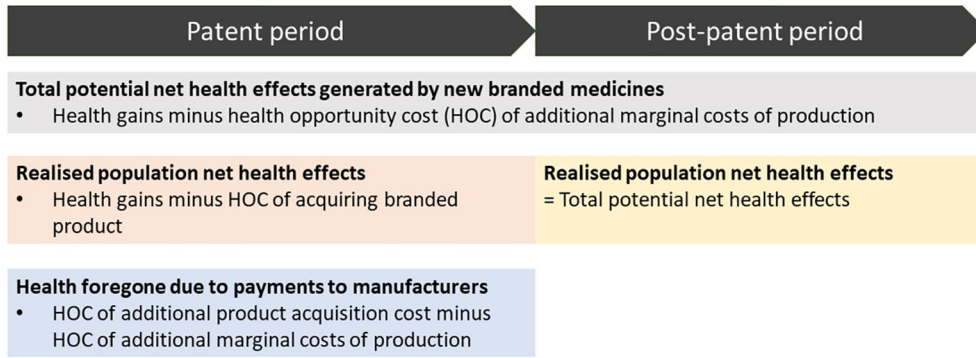 Patent period
Post-patent period
Total potential net health effects generated by new branded medicines
• Health gains minus health opportunity cost (HOC) of additional marginal costs of production
Realised population net health effects
• Health gains minus HOC of acquiring branded
product
Realised population net health effects
= Total potential net health effects
Health foregone due to payments to manufacturers
• HOC of additional product acquisition cost minus
HOC of additional marginal costs of production